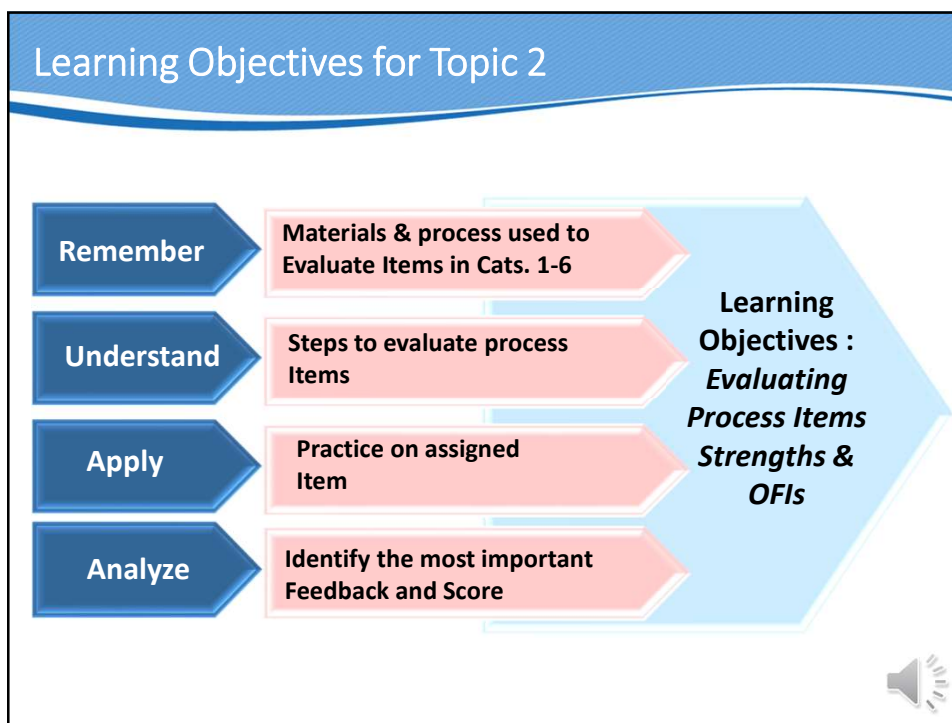 Learning Objectives for Topic 2
Remember
Materials & process used to
Evaluate Items in Cats. 1-6
Understand
Steps to evaluate process
Items
Apply
Practice on assigned
Item
Analyze
Identify the most important
Feedback and Score
Learning
Objectives :
Evaluating
Process Items
Strengths &
OFIs